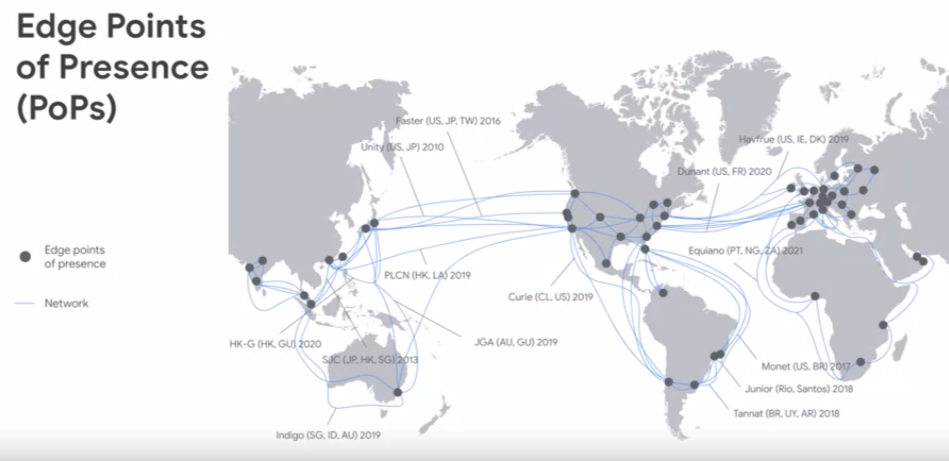 Edge Points
of Presence
(PoPs)
Edge points
of presence
Network
Faster (US, JP, TW) 2016
Unity (US, JP) 2010
Havfrue (US, IE, DK) 2019
Dunant (US, FR) 2020
Equiano (PT, NG, ZA) 2021
PLCN (HK, LA) 2019
Curie (CL, US) 2019
HK-G (HK, GU) 2020
JGA (AU, GU) 2019
SJC (JP, HK, SG) 2013
Monet (US, BR) 2017
Junior (Rio, Santos) 2018
Tannat (BR, UY, AR) 2018
Indigo (SG, ID, AU) 2019